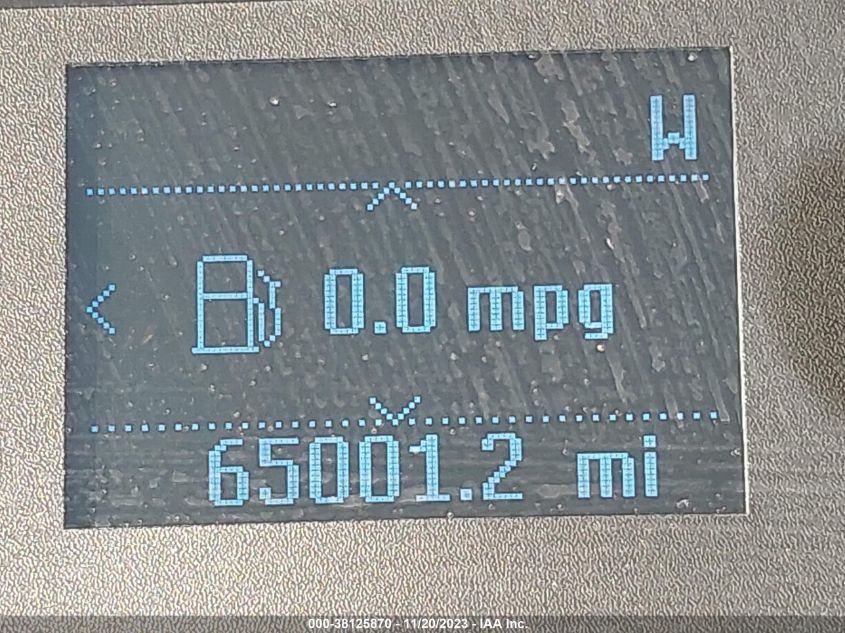 W
0.0 mpg
65001.2 mi
000-38125870 - 11/20/2023 - IAA Inc.